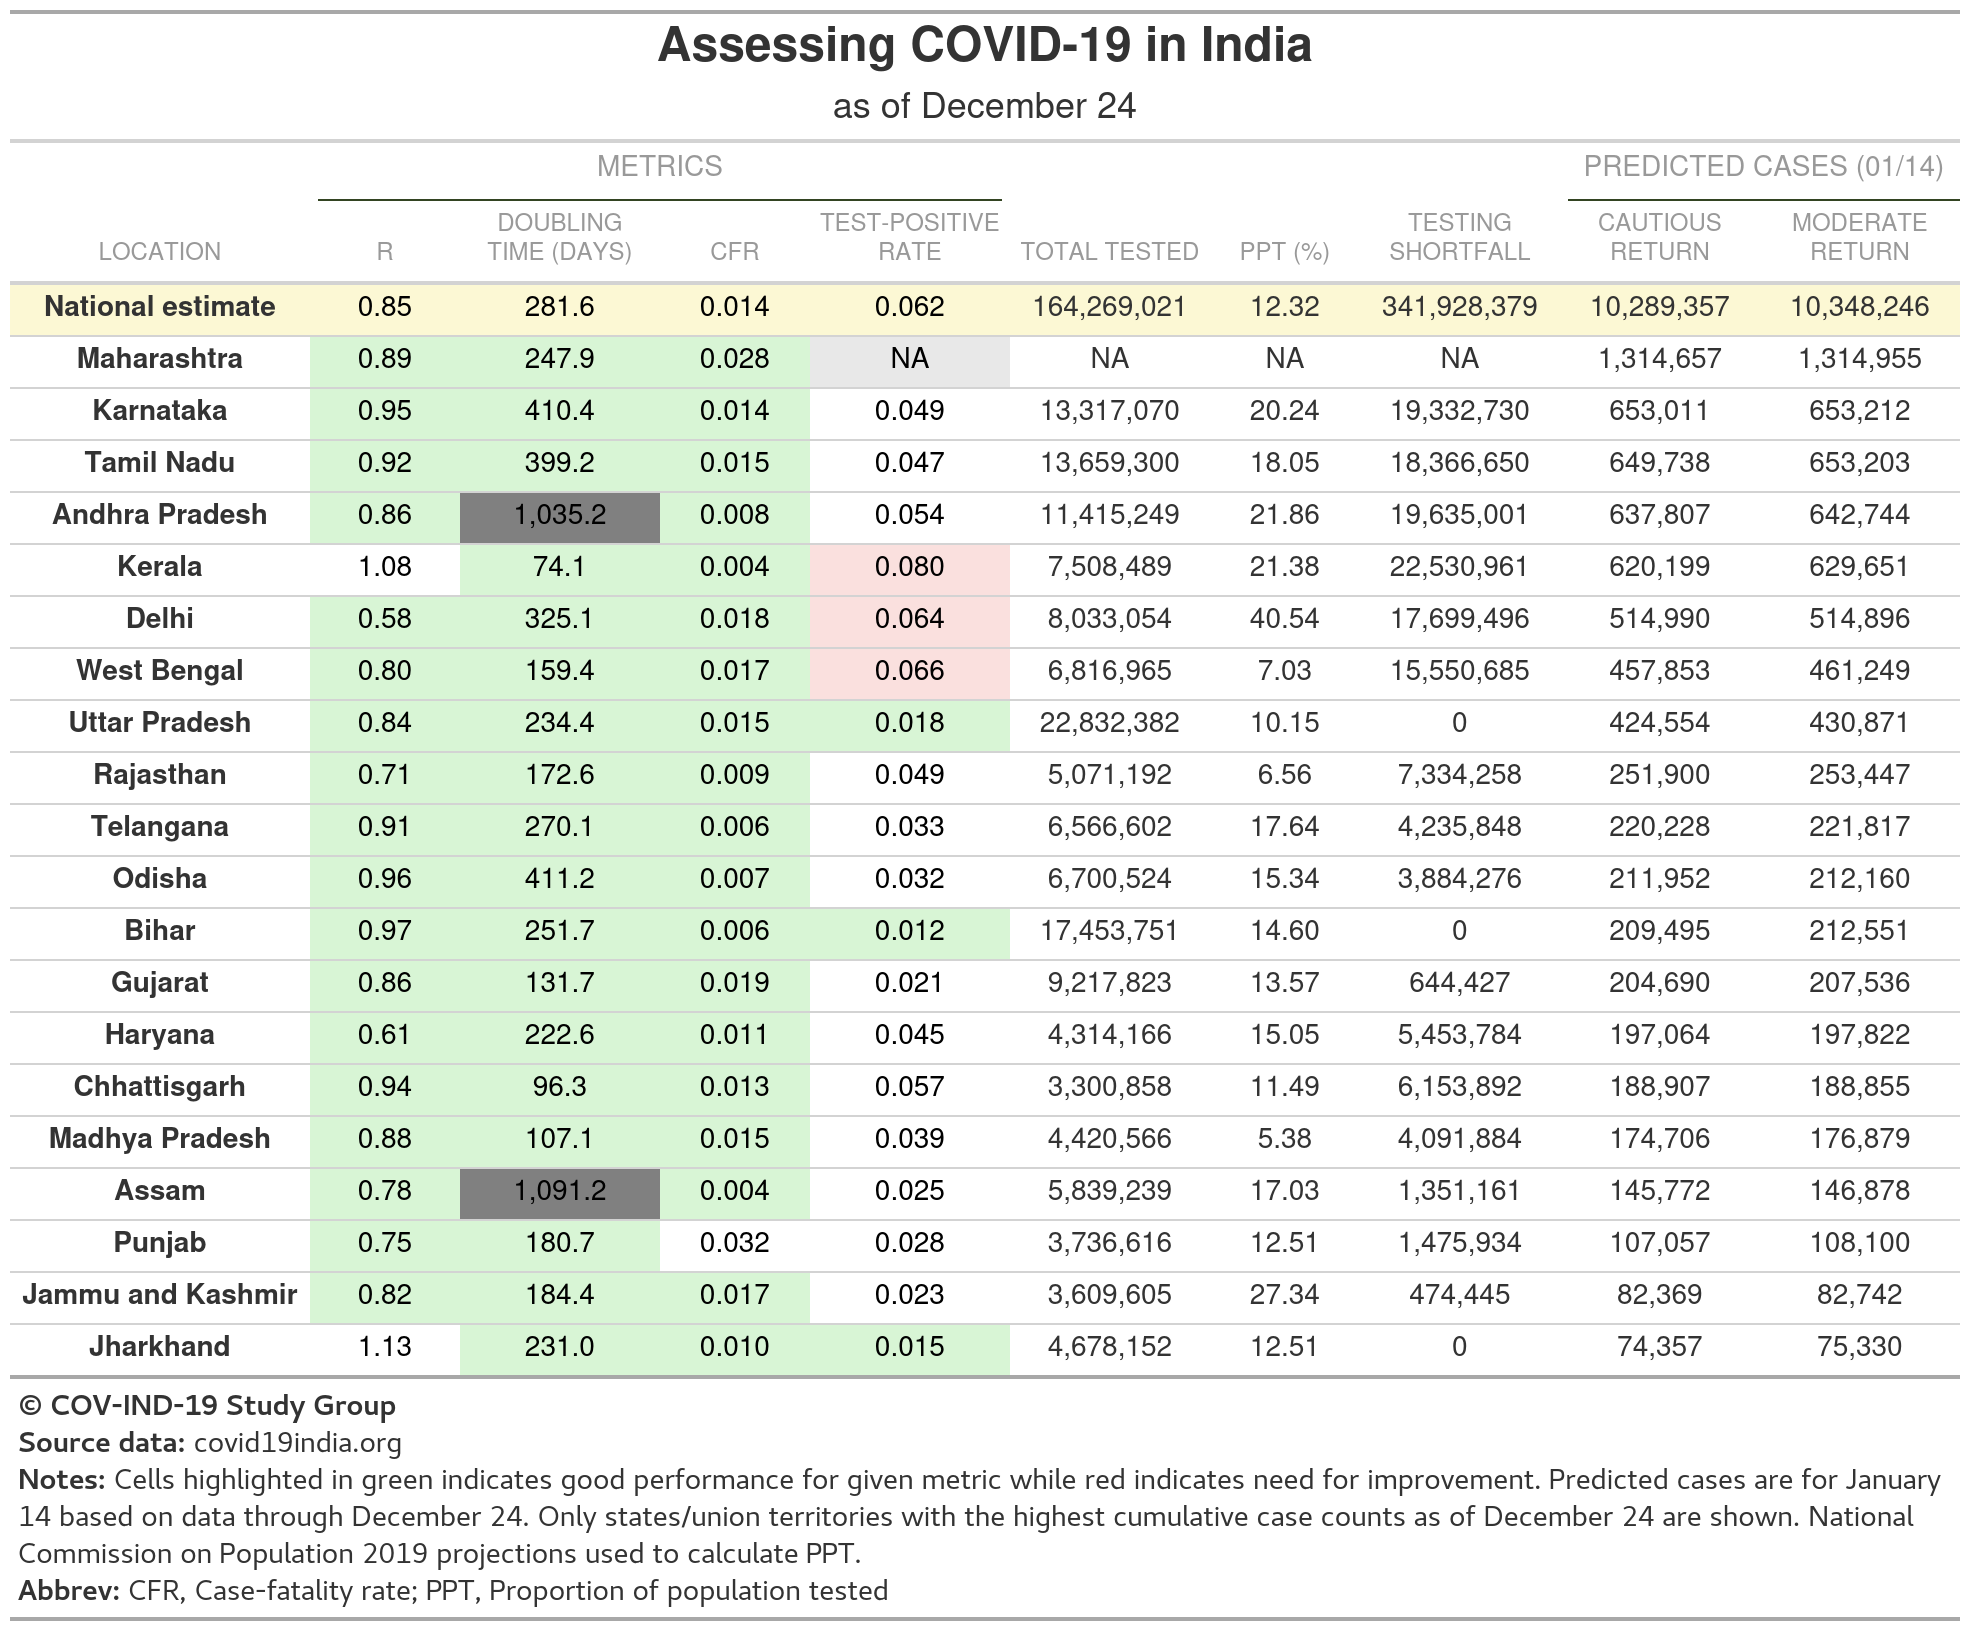 Assessing COVID-19 in India
as of December 24
METRICS PREDICTED CASES (01/14)
LOCATION R DOUBLING TIME (DAYS) CFR TEST-POSITIVE RATE TOTAL TESTED PPT (%) TESTING SHORTFALL CAUTIOUS RETURN MODERATE RETURN
National estimate 0.85 281.6 0.014 0.062 164,269,021 12.32 341,928,379 10,289,357 10,348,246
Maharashtra 0.89 247.9 0.028 NA NA NA NA 1,314,657 1,314,955
Karnataka 0.95 410.4 0.014 0.049 13,317,070 20.24 19,332,730 653,011 653,212
Tamil Nadu 0.92 399.2 0.015 0.047 13,659,300 18.05 18,366,650 649,738 653,203
Andhra Pradesh 0.86 1,035.2 0.008 0.054 11,415,249 21.86 19,635,001 637,807 642,744
Kerala 1.08 74.1 0.004 0.080 7,508,489 21.38 22,530,961 620,199 629,651
Delhi 0.58 325.1 0.018 0.064 8,033,054 40.54 17,699,496 514,990 514,896
West Bengal 0.80 159.4 0.017 0.066 6,816,965 7.03 15,550,685 457,853 461,249
Uttar Pradesh 0.84 234.4 0.015 0.018 22,832,382 10.15 0 424,554 430,871
Rajasthan 0.71 172.6 0.009 0.049 5,071,192 6.56 7,334,258 251,900 253,447
Telangana 0.91 270.1 0.006 0.033 6,566,602 17.64 4,235,848 220,228 221,817
Odisha 0.96 411.2 0.007 0.032 6,700,524 15.34 3,884,276 211,952 212,160
Bihar 0.97 251.7 0.006 0.012 17,453,751 14.60 0 209,495 212,551
Gujarat 0.86 131.7 0.019 0.021 9,217,823 13.57 644,427 204,690 207,536
Haryana 0.61 222.6 0.011 0.045 4,314,166 15.05 5,453,784 197,064 197,822
Chhattisgarh 0.94 96.3 0.013 0.057 3,300,858 11.49 6,153,892 188,907 188,855
Madhya Pradesh 0.88 107.1 0.015 0.039 4,420,566 5.38 4,091,884 174,706 176,879
Assam 0.78 1,091.2 0.004 0.025 5,839,239 17.03 1,351,161 145,772 146,878
Punjab 0.75 180.7 0.032 0.028 3,736,616 12.51 1,475,934 107,057 108,100
Jammu and Kashmir 0.82 184.4 0.017 0.023 3,609,605 27.34 474,445 82,369 82,742
Jharkhand 1.13 231.0 0.010 0.015 4,678,152 12.51 0 74,357 75,330
© COV-IND-19 Study Group
Source data: covid19india.org
Notes: Cells highlighted in green indicates good performance for given metric while red indicates need for improvement. Predicted cases are for January
14 based on data through December 24. Only states/union territories with the highest cumulative case counts as of December 24 are shown. National
Commission on Population 2019 projections used to calculate PPT.
Abbrev: CFR, Case-fatality rate; PPT, Proportion of population tested